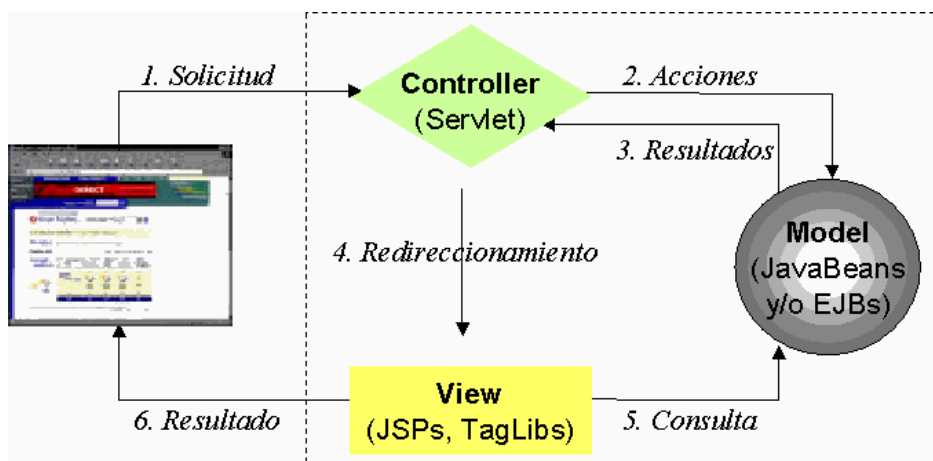 1. Solicitud
Controller
(Servlet)
2. Acciones
3. Resultados
DIRECT
4. Redireccionamiento
Model
(JavaBeans
y/o EJBs)
View
(JSPs, TagLibs)
6. Resultado
5. Consulta